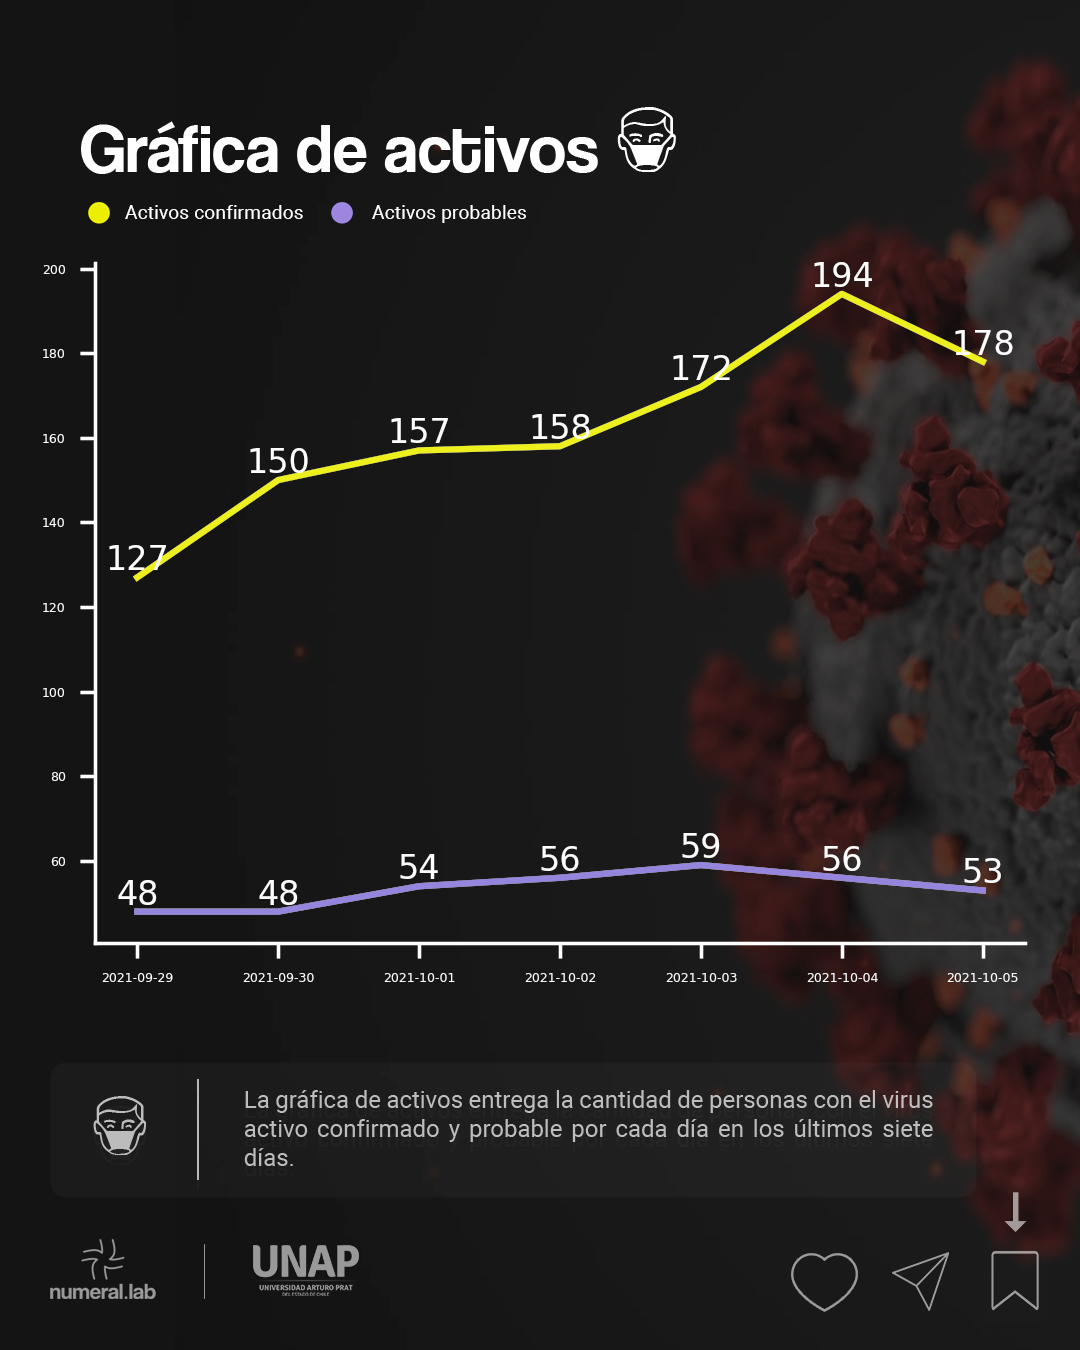 Gráfica de activos
Activos confirmados Activos probables
200
180
160
140
120
100
80
60
194
178
172
158
157
150
127
59
56
56
54
53
48
48
2021-09-29 2021-09-30 2021-10-01 2021-10-02 2021-10-03 2021-10-04 2021-10-05
La gráfica de activos entrega la cantidad de personas con el virus
activo confirmado y probable por cada día en los últimos siete
días.
numeral.lab
UNAP
UNIVERSIDAD ARTURO PRAT
DEL ESTADO DE CHILE